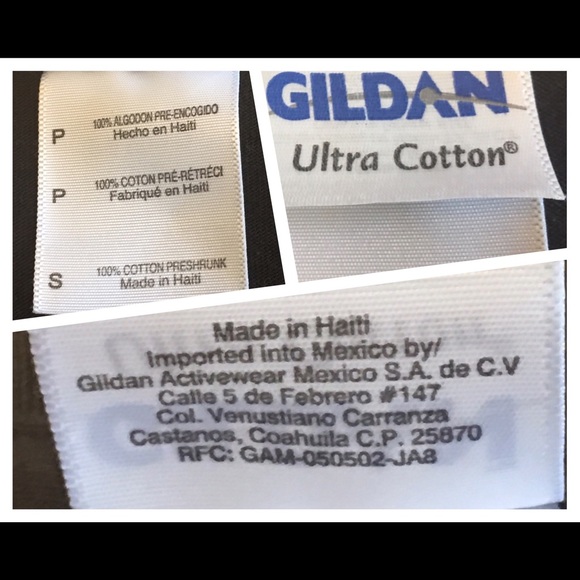 P
100% ALGODON PRE-ENCOGIDO
Hecho en Haiti
P
100% COTON PRÉ-RÉTRÉCI
Fabriqué en Haiti
S
100% COTTON PRESHRUNK
Made in Haiti
GILDAN
Ultra Cotton®
Made in Haiti
Imported into Mexico by/
Gildan Activewear Mexico S.A. de C.V
Calle 5 de Febrero #147
Col. Venustiano Carranza
Castanos, Coahuila C.P. 25870
RFC: GAM-050502-JA8